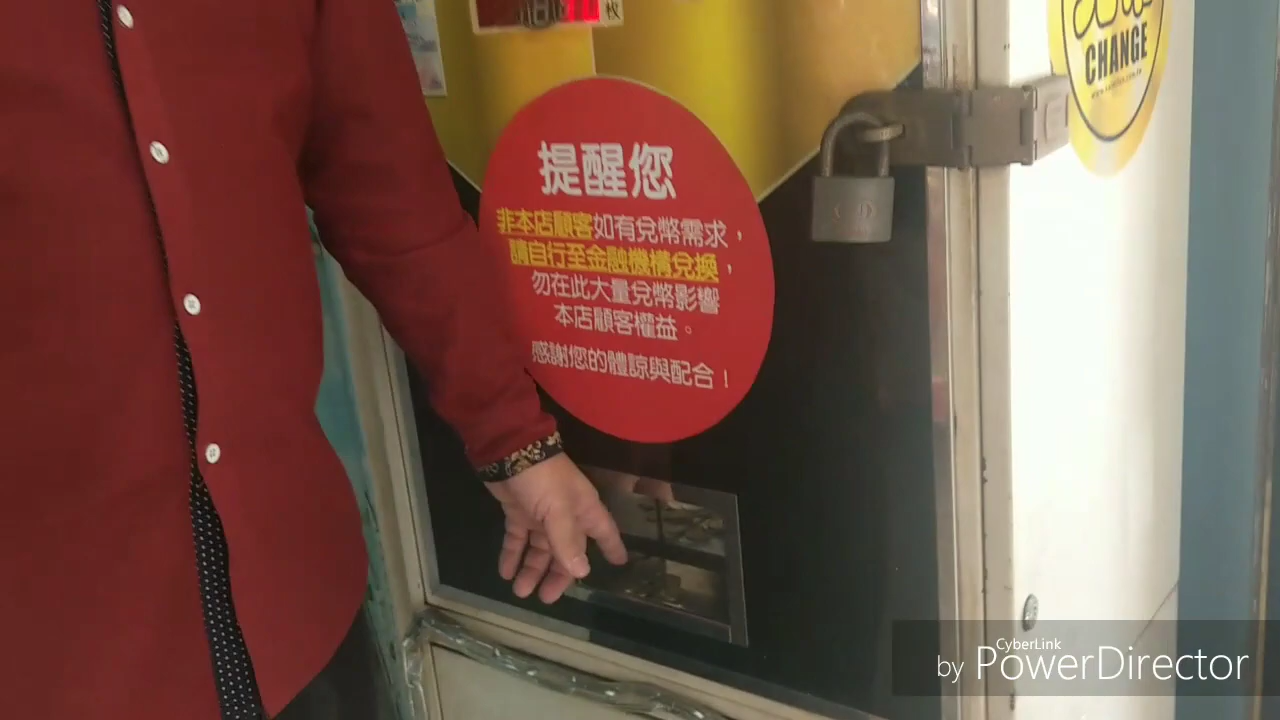 枚
CHANGE
提醒您
非本店顧客如有兌幣需求，
請自行至金融機構兌換，
勿在此大量兌幣影響
本店顧客權益。
感謝您的體諒與配合！
CyberLink
by PowerDirector